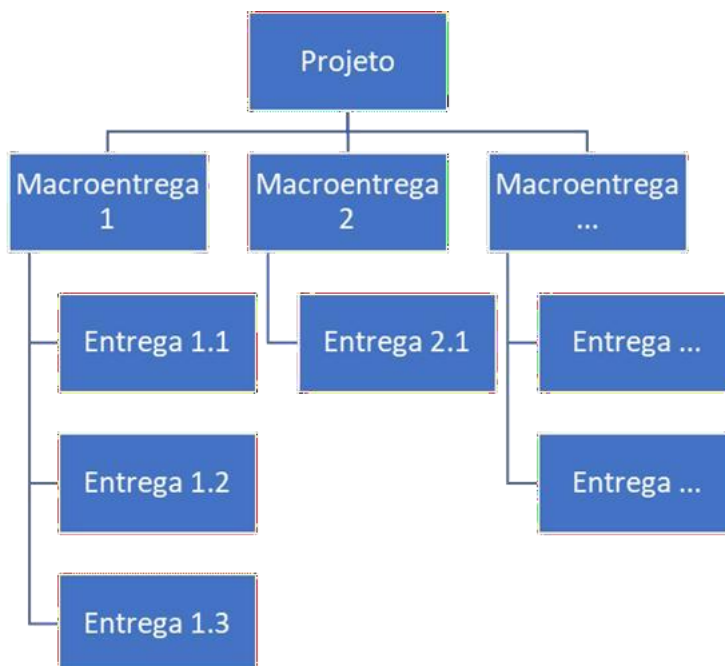 Projeto
Macroentrega
1
Macroentrega
2
Macroentrega
...
Entrega 1.1
Entrega 2.1
Entrega ...
Entrega 1.2
Entrega ...
Entrega 1.3